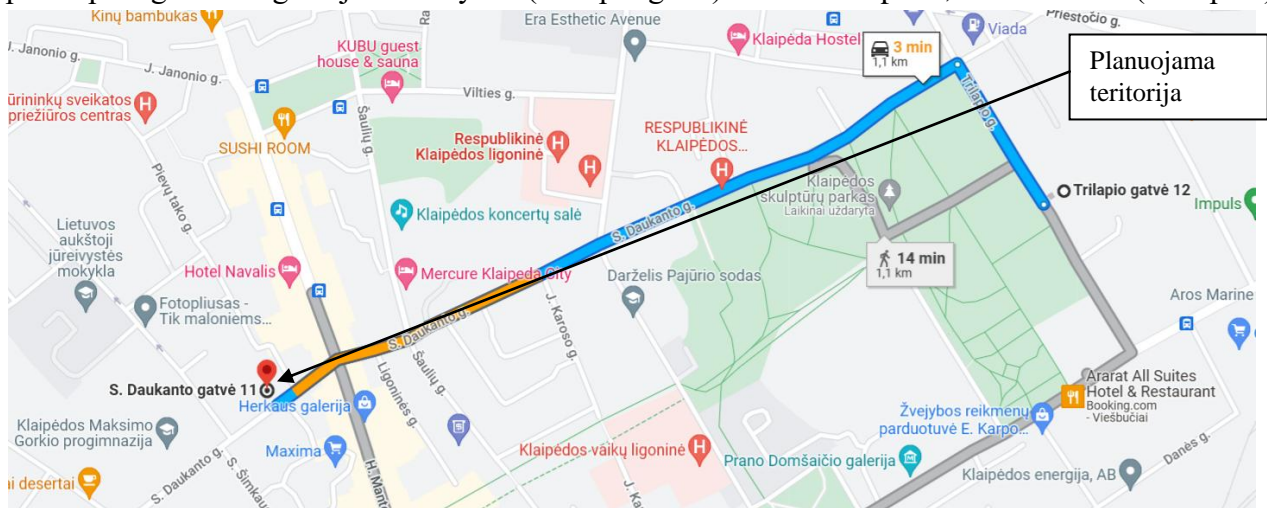 Kinų bambukas
Era Esthetic Avenue
Priestočio g.
Viada
Klaipėda Hostel
3 min
1,1 km
Planuojama
teritorija
J. Janonio g.
J. Janonio g.
KUBU guest
house & sauna
Vilties g.
Šaulių g.
Trilapio g.
priežiūros centras
SUSHI ROOM
Respublikinė
Klaipėdos ligoninė
RESPUBLIKINĖ
KLAIPĖDOS...
Pievų tako g.
Klaipėdos
skulptūrų parkas
Laikinai uždaryta
Trilapio gatvė 12
Impuls
Klaipėdos koncertų salė
S. Daukanto g.
Lietuvos
aukštoji
jūreivystės
mokykla
14 min
1,1 km
Hotel Navalis
Mercure Klaipeda City
Darželis Pajūrio sodas
Fotopliusas -
Tik maloniems...
J. Karoso g.
Aros Marine
S. Daukanto g.
Šaulių g.
S. Daukanto gatvė 11
Ligoninės g.
Herkaus galerija
Ararat All Suites
Hotel & Restaurant
Booking.com
- Viešbučiai
Klaipėdos Maksimo
Gorkio progimnazija
Maxima
Žvejybos reikmenų
parduotuvė E. Karpo...
Klaipėdos vaikų ligoninė
Prano Domšaičio galerija
Danės g.
Klaipėdos energija, AB
S. Daukanto g.